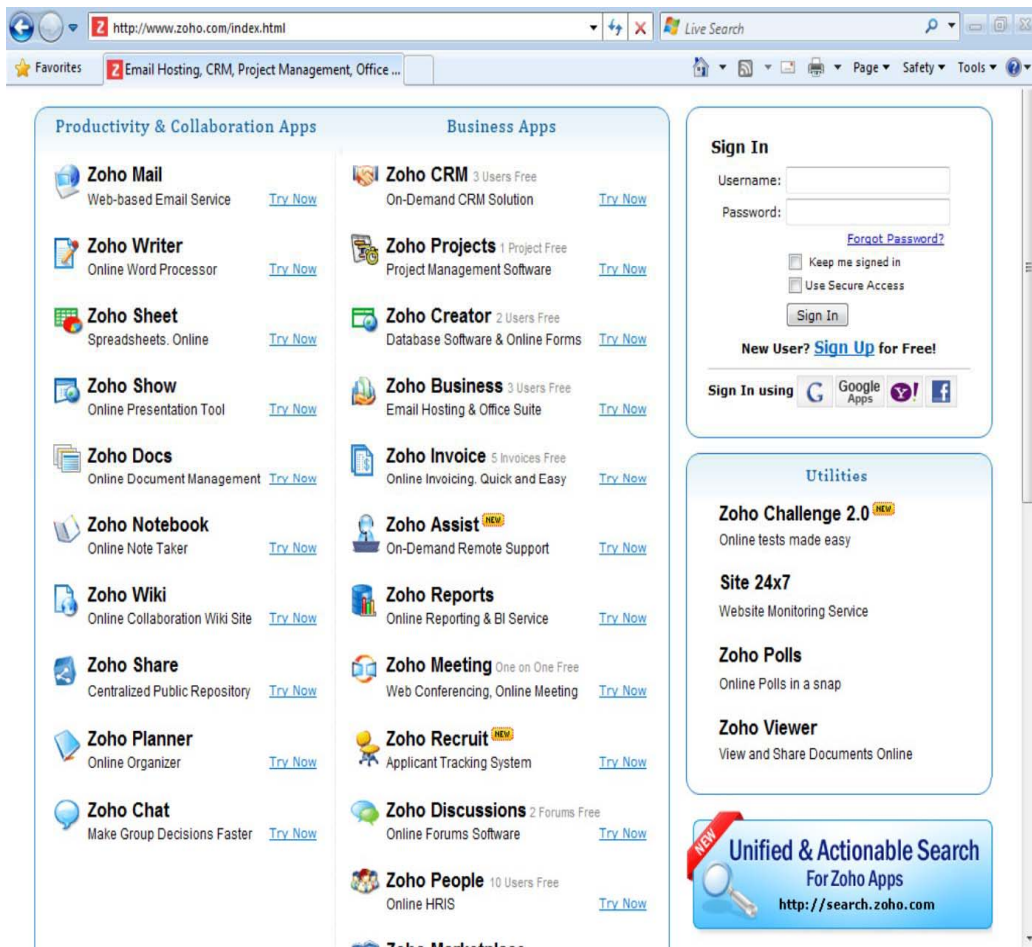 http://www.zoho.com/index.html
Live Search
Favorites
Email Hosting, CRM, Project Management, Office ...
Page Safety Tools
Productivity & Collaboration Apps
Zoho Mail
Web-based Email Service Try Now
Zoho Writer
Online Word Processor Try Now
Zoho Sheet
Spreadsheets. Online Try Now
Zoho Show
Online Presentation Tool Try Now
Zoho Docs
Online Document Management Try Now
Zoho Notebook
Online Note Taker Try Now
Zoho Wiki
Online Collaboration Wiki Site Try Now
Zoho Share
Centralized Public Repository Try Now
Zoho Planner
Online Organizer Try Now
Zoho Chat
Make Group Decisions Faster Try Now
Business Apps
Zoho CRM 3 Users Free
On-Demand CRM Solution Try Now
Zoho Projects 1 Project Free
Project Management Software Try Now
Zoho Creator 2 Users Free
Database Software & Online Forms Try Now
Zoho Business 3 Users Free
Email Hosting & Office Suite Try Now
Zoho Invoice 5 Invoices Free
Online Invoicing. Quick and Easy Try Now
Zoho Assist NEW
On-Demand Remote Support Try Now
Zoho Reports
Online Reporting & BI Service Try Now
Zoho Meeting One on One Free
Web Conferencing, Online Meeting Try Now
Zoho Recruit NEW
Applicant Tracking System Try Now
Zoho Discussions 2 Forums Free
Online Forums Software Try Now
Zoho People 10 Users Free
Online HRIS Try Now
Zoho Marketplace
Sign In
Username:
Password:
Forgot Password?
Keep me signed in
Use Secure Access
Sign In
New User? Sign Up for Free!
Sign In using G Google Apps Y! f
Utilities
Zoho Challenge 2.0 NEW
Online tests made easy
Site 24x7
Website Monitoring Service
Zoho Polls
Online Polls in a snap
Zoho Viewer
View and Share Documents Online
NEW
Unified & Actionable Search
For Zoho Apps
http://search.zoho.com